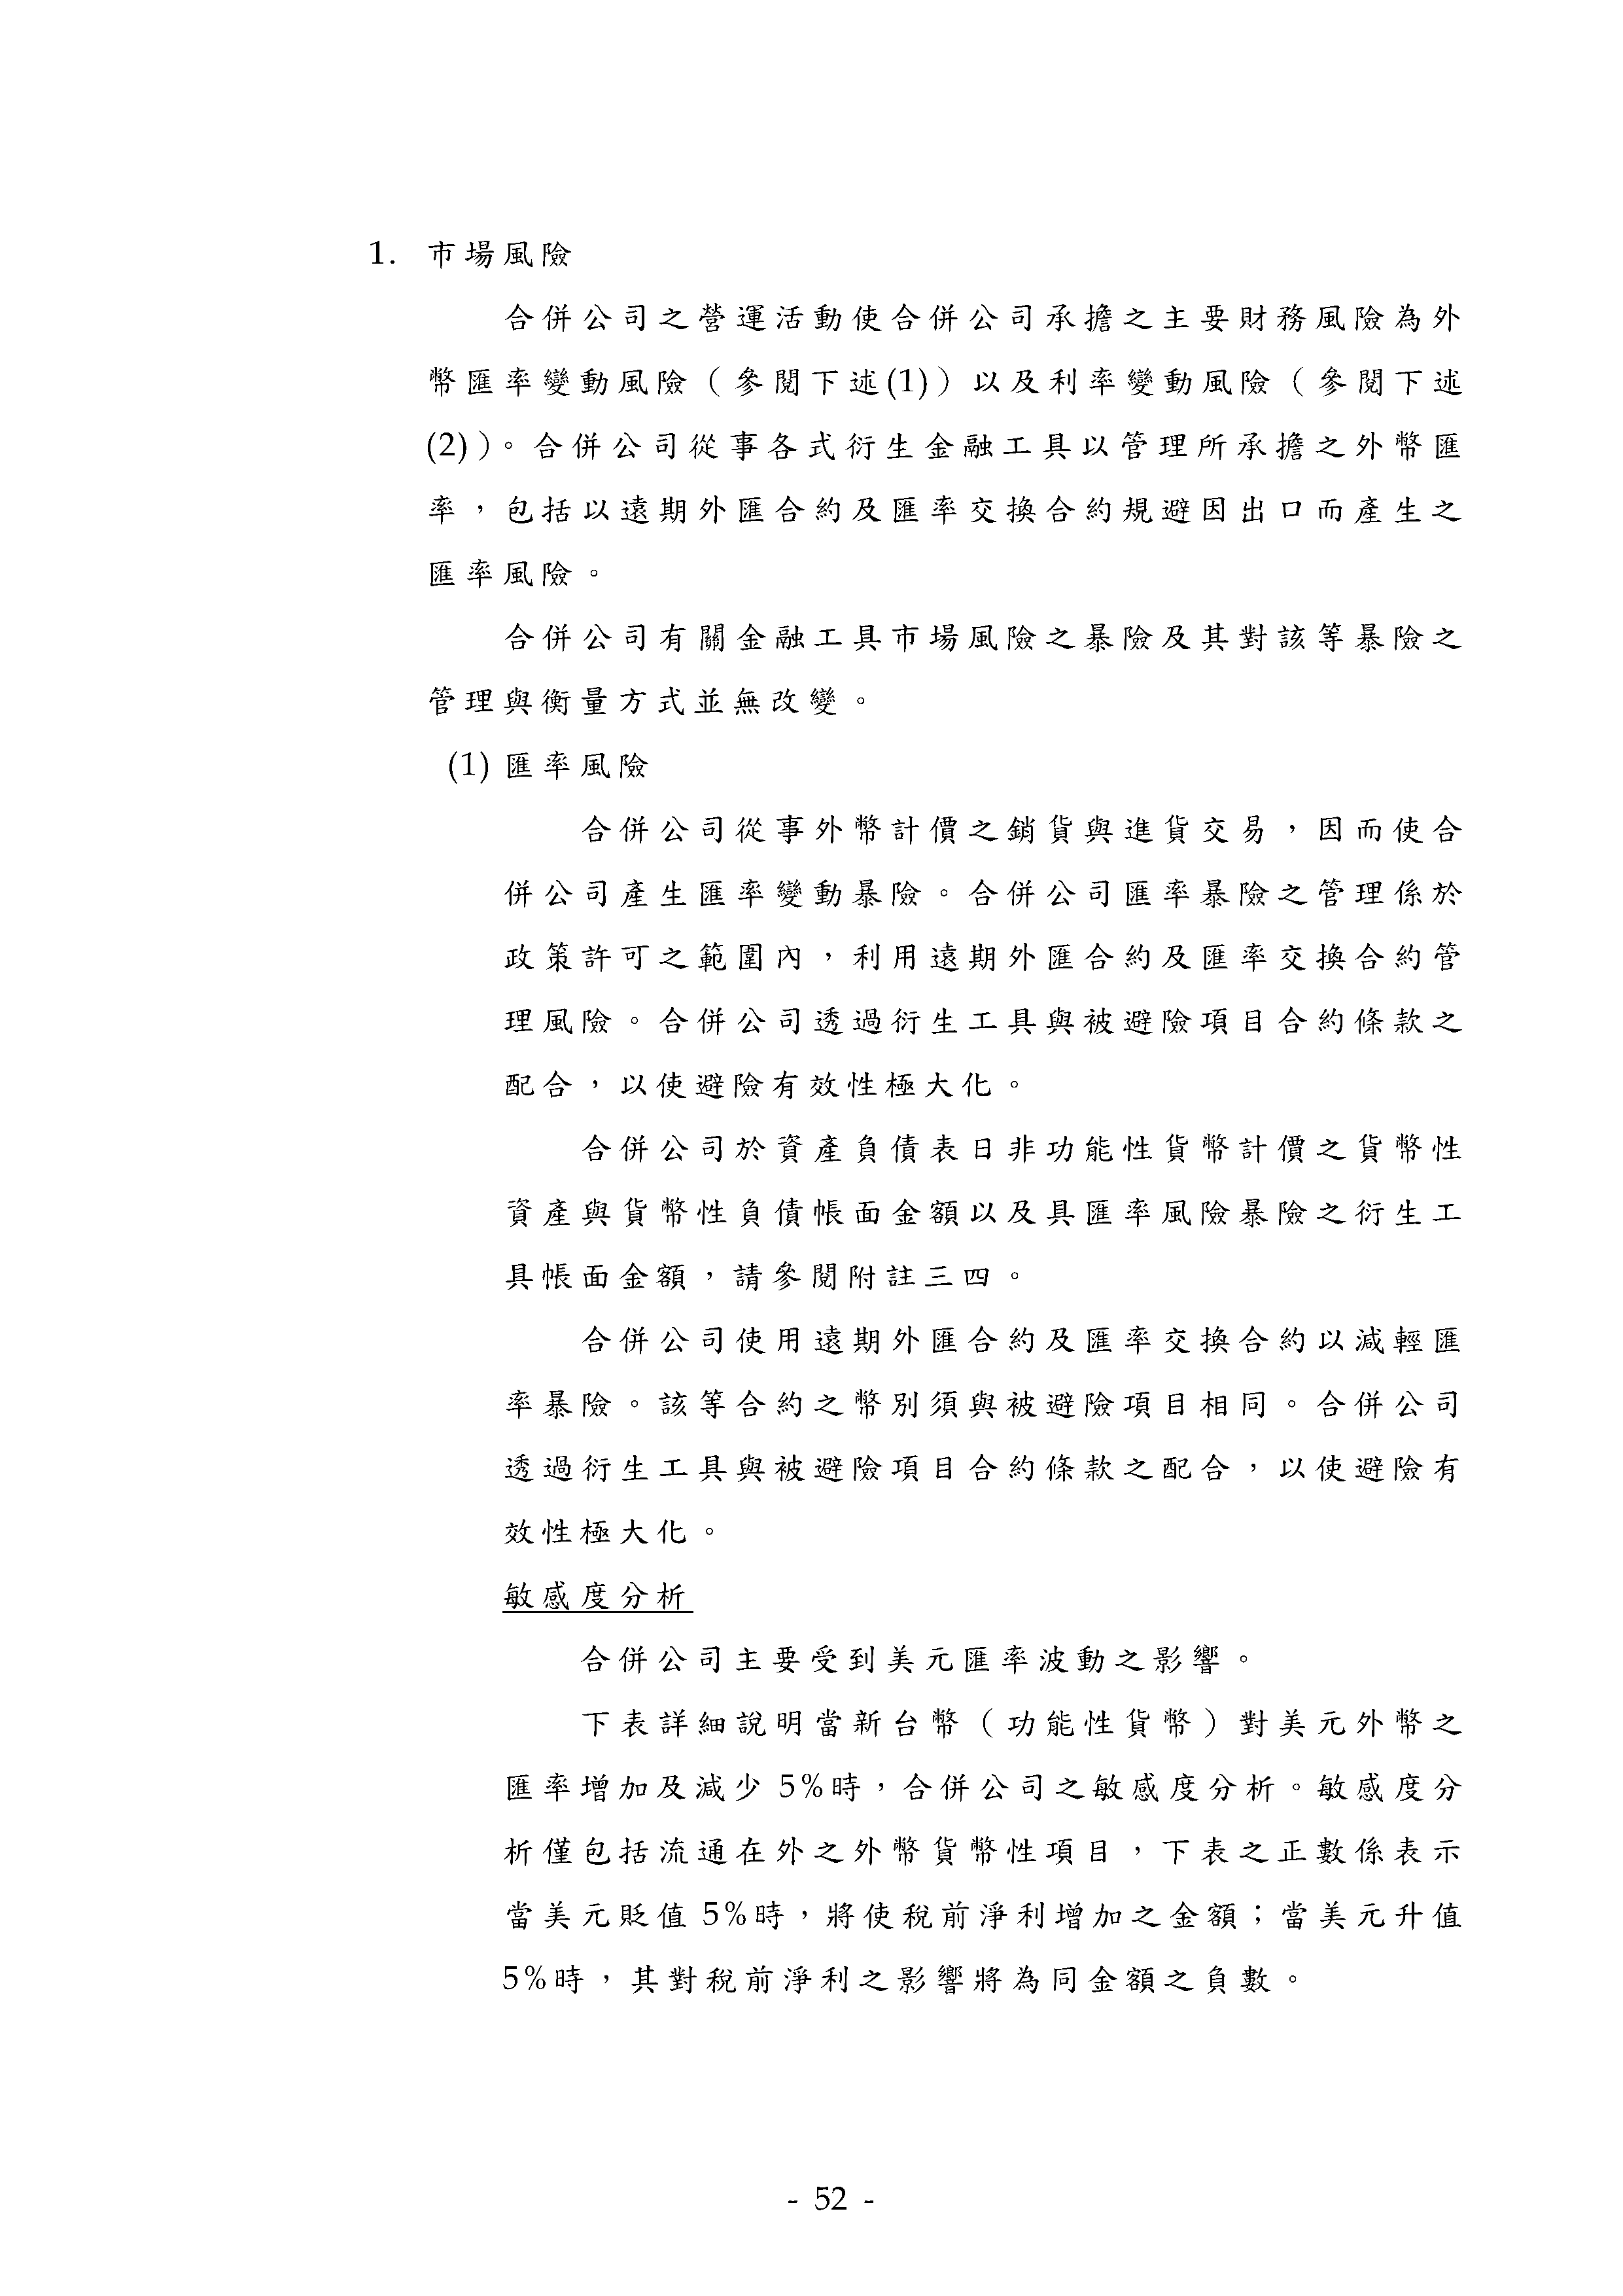 1. 市場風險
合併公司之營運活動使合併公司承擔之主要財務風險為外
幣匯率變動風險（參閱下述(1)）以及利率變動風險（參閱下述
(2)）。合併公司從事各式衍生金融工具以管理所承擔之外幣匯
率，包括以遠期外匯合約及匯率交換合約規避因出口而產生之
匯率風險。
合併公司有關金融工具市場風險之暴險及其對該等暴險之
管理與衡量方式並無改變。
(1) 匯率風險
合併公司從事外幣計價之銷貨與進貨交易，因而使合
併公司產生匯率變動暴險。合併公司匯率暴險之管理係於
政策許可之範圍內，利用遠期外匯合約及匯率交換合約管
理風險。合併公司透過衍生工具與被避險項目合約條款之
配合，以使避險有效性極大化。
合併公司於資產負債表日非功能性貨幣計價之貨幣性
資產與貨幣性負債帳面金額以及具匯率風險暴險之衍生工
具帳面金額，請參閱附註三四。
合併公司使用遠期外匯合約及匯率交換合約以減輕匯
率暴險。該等合約之幣別須與被避險項目相同。合併公司
透過衍生工具與被避險項目合約條款之配合，以使避險有
效性極大化。
敏感度分析
合併公司主要受到美元匯率波動之影響。
下表詳細說明當新台幣（功能性貨幣）對美元外幣之
匯率增加及減少 5%時，合併公司之敏感度分析。敏感度分
析僅包括流通在外之外幣貨幣性項目，下表之正數係表示
當美元貶值 5%時，將使稅前淨利增加之金額；當美元升值
5%時，其對稅前淨利之影響將為同金額之負數。
- 52 -